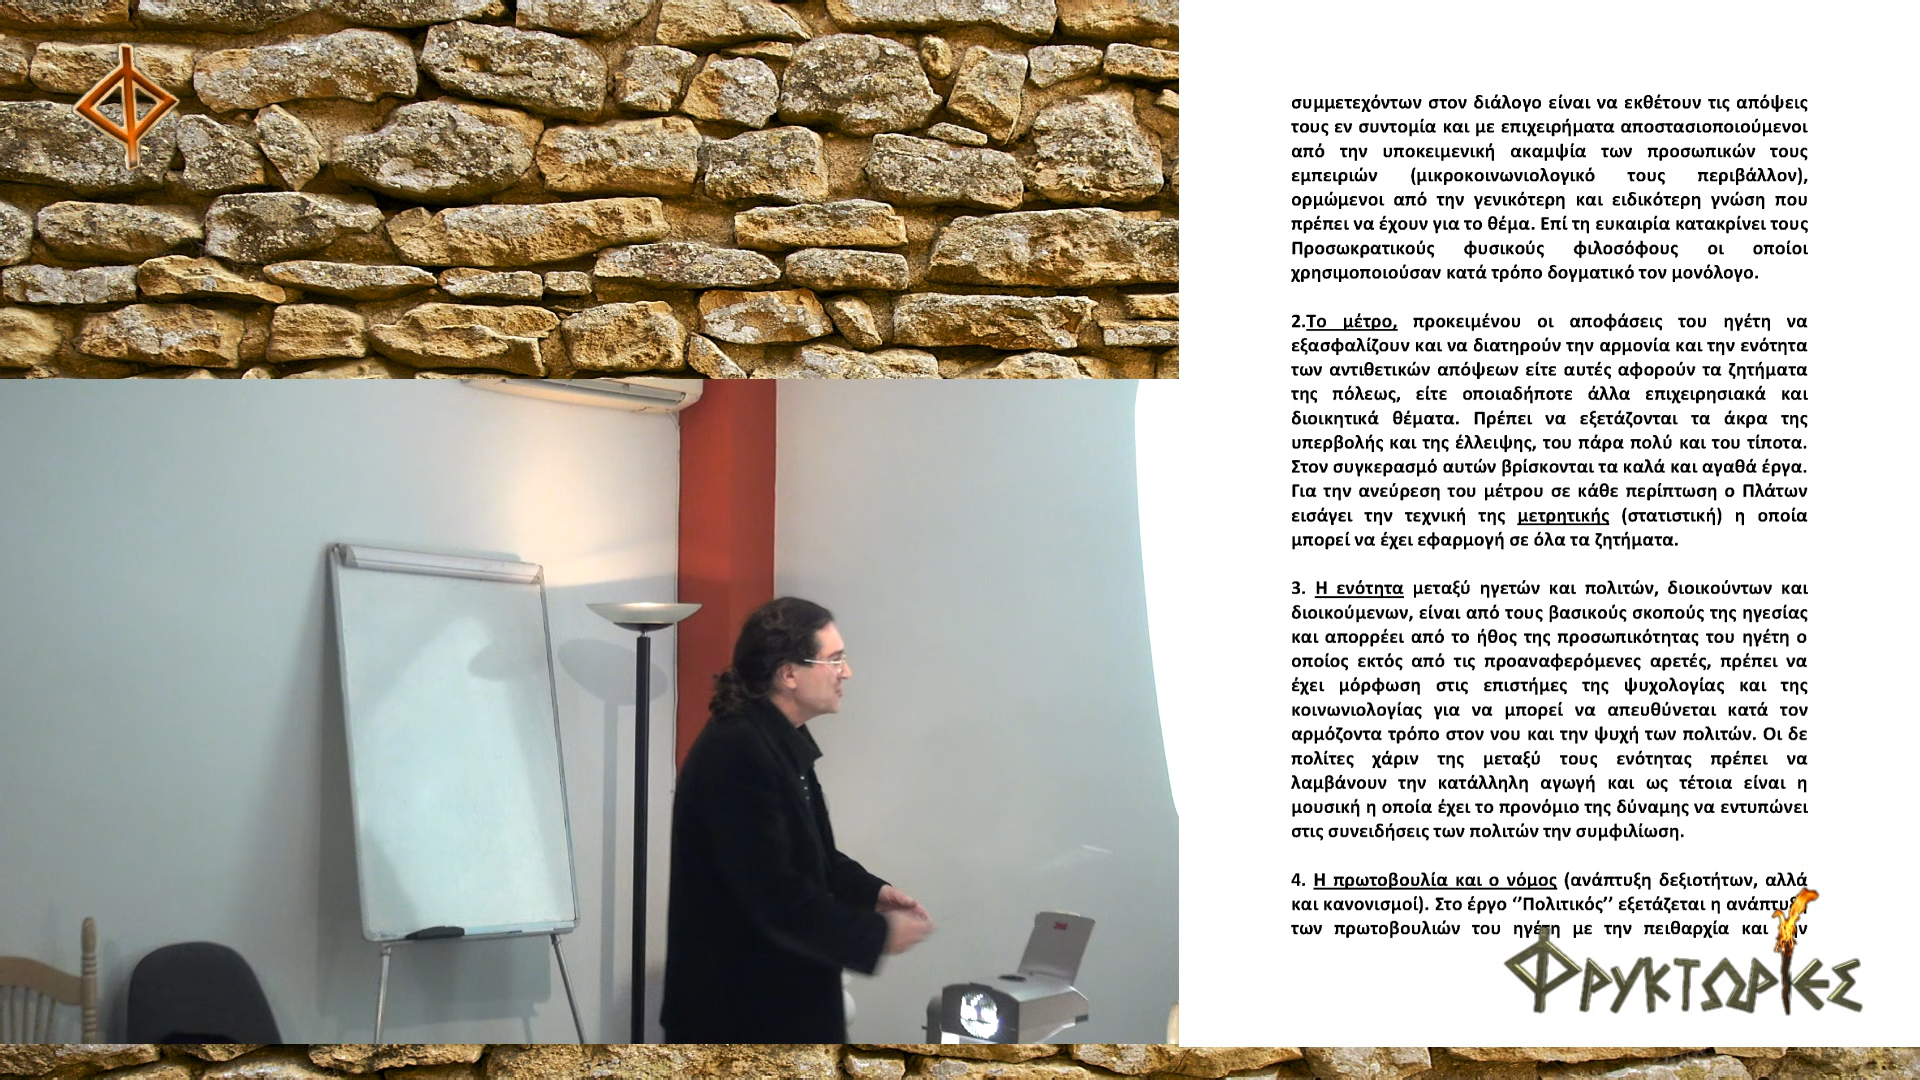 συμμετεχόντων στον διάλογο είναι να εκθέτουν τις απόψεις
τους εν συντομία και με επιχειρήματα αποστασιοποιούμενοι
από την υποκειμενική ακαμψία των προσωπικών τους
εμπειριών (μικροκοινωνιολογικό τους περιβάλλον),
ορμώμενοι από την γενικότερη και ειδικότερη γνώση που
πρέπει να έχουν για το θέμα. Επί τη ευκαιρία κατακρίνει τους
Προσωκρατικούς φυσικούς φιλοσόφους οι οποίοι
χρησιμοποιούσαν κατά τρόπο δογματικό τον μονόλογο.
2.Το μέτρο, προκειμένου οι αποφάσεις του ηγέτη να
εξασφαλίζουν και να διατηρούν την αρμονία και την ενότητα
των αντιθετικών απόψεων είτε αυτές αφορούν τα ζητήματα
της πόλεως, είτε οποιαδήποτε άλλα επιχειρησιακά και
διοικητικά θέματα. Πρέπει να εξετάζονται τα άκρα της
υπερβολής και της έλλειψης, του πάρα πολύ και του τίποτα.
Στον συγκερασμό αυτών βρίσκονται τα καλά και αγαθά έργα.
Για την ανεύρεση του μέτρου σε κάθε περίπτωση ο Πλάτων
εισάγει την τεχνική της μετρητικής (στατιστική) η οποία
μπορεί να έχει εφαρμογή σε όλα τα ζητήματα.
3. Η ενότητα μεταξύ ηγετών και πολιτών, διοικούντων και
διοικούμενων, είναι από τους βασικούς σκοπούς της ηγεσίας
και απορρέει από το ήθος της προσωπικότητας του ηγέτη ο
οποίος εκτός από τις προαναφερόμενες αρετές, πρέπει να
έχει μόρφωση στις επιστήμες της ψυχολογίας και της
κοινωνιολογίας για να μπορεί να απευθύνεται κατά τον
αρμόζοντα τρόπο στον νου και την ψυχή των πολιτών. Οι δε
πολίτες χάριν της μεταξύ τους ενότητας πρέπει να
λαμβάνουν την κατάλληλη αγωγή και ως τέτοια είναι η
μουσική η οποία έχει το προνόμιο της δύναμης να εντυπώνει
στις συνειδήσεις των πολιτών την συμφιλίωση.
4. Η πρωτοβουλία και ο νόμος (ανάπτυξη δεξιοτήτων, αλλά
και κανονισμοί). Στο έργο ‘’Πολιτικός’’ εξετάζεται η ανάπτυξη
των πρωτοβουλιών του ηγέτη με την πειθαρχία και την
ΦΡΥΚΤΩΡΙΕΣ